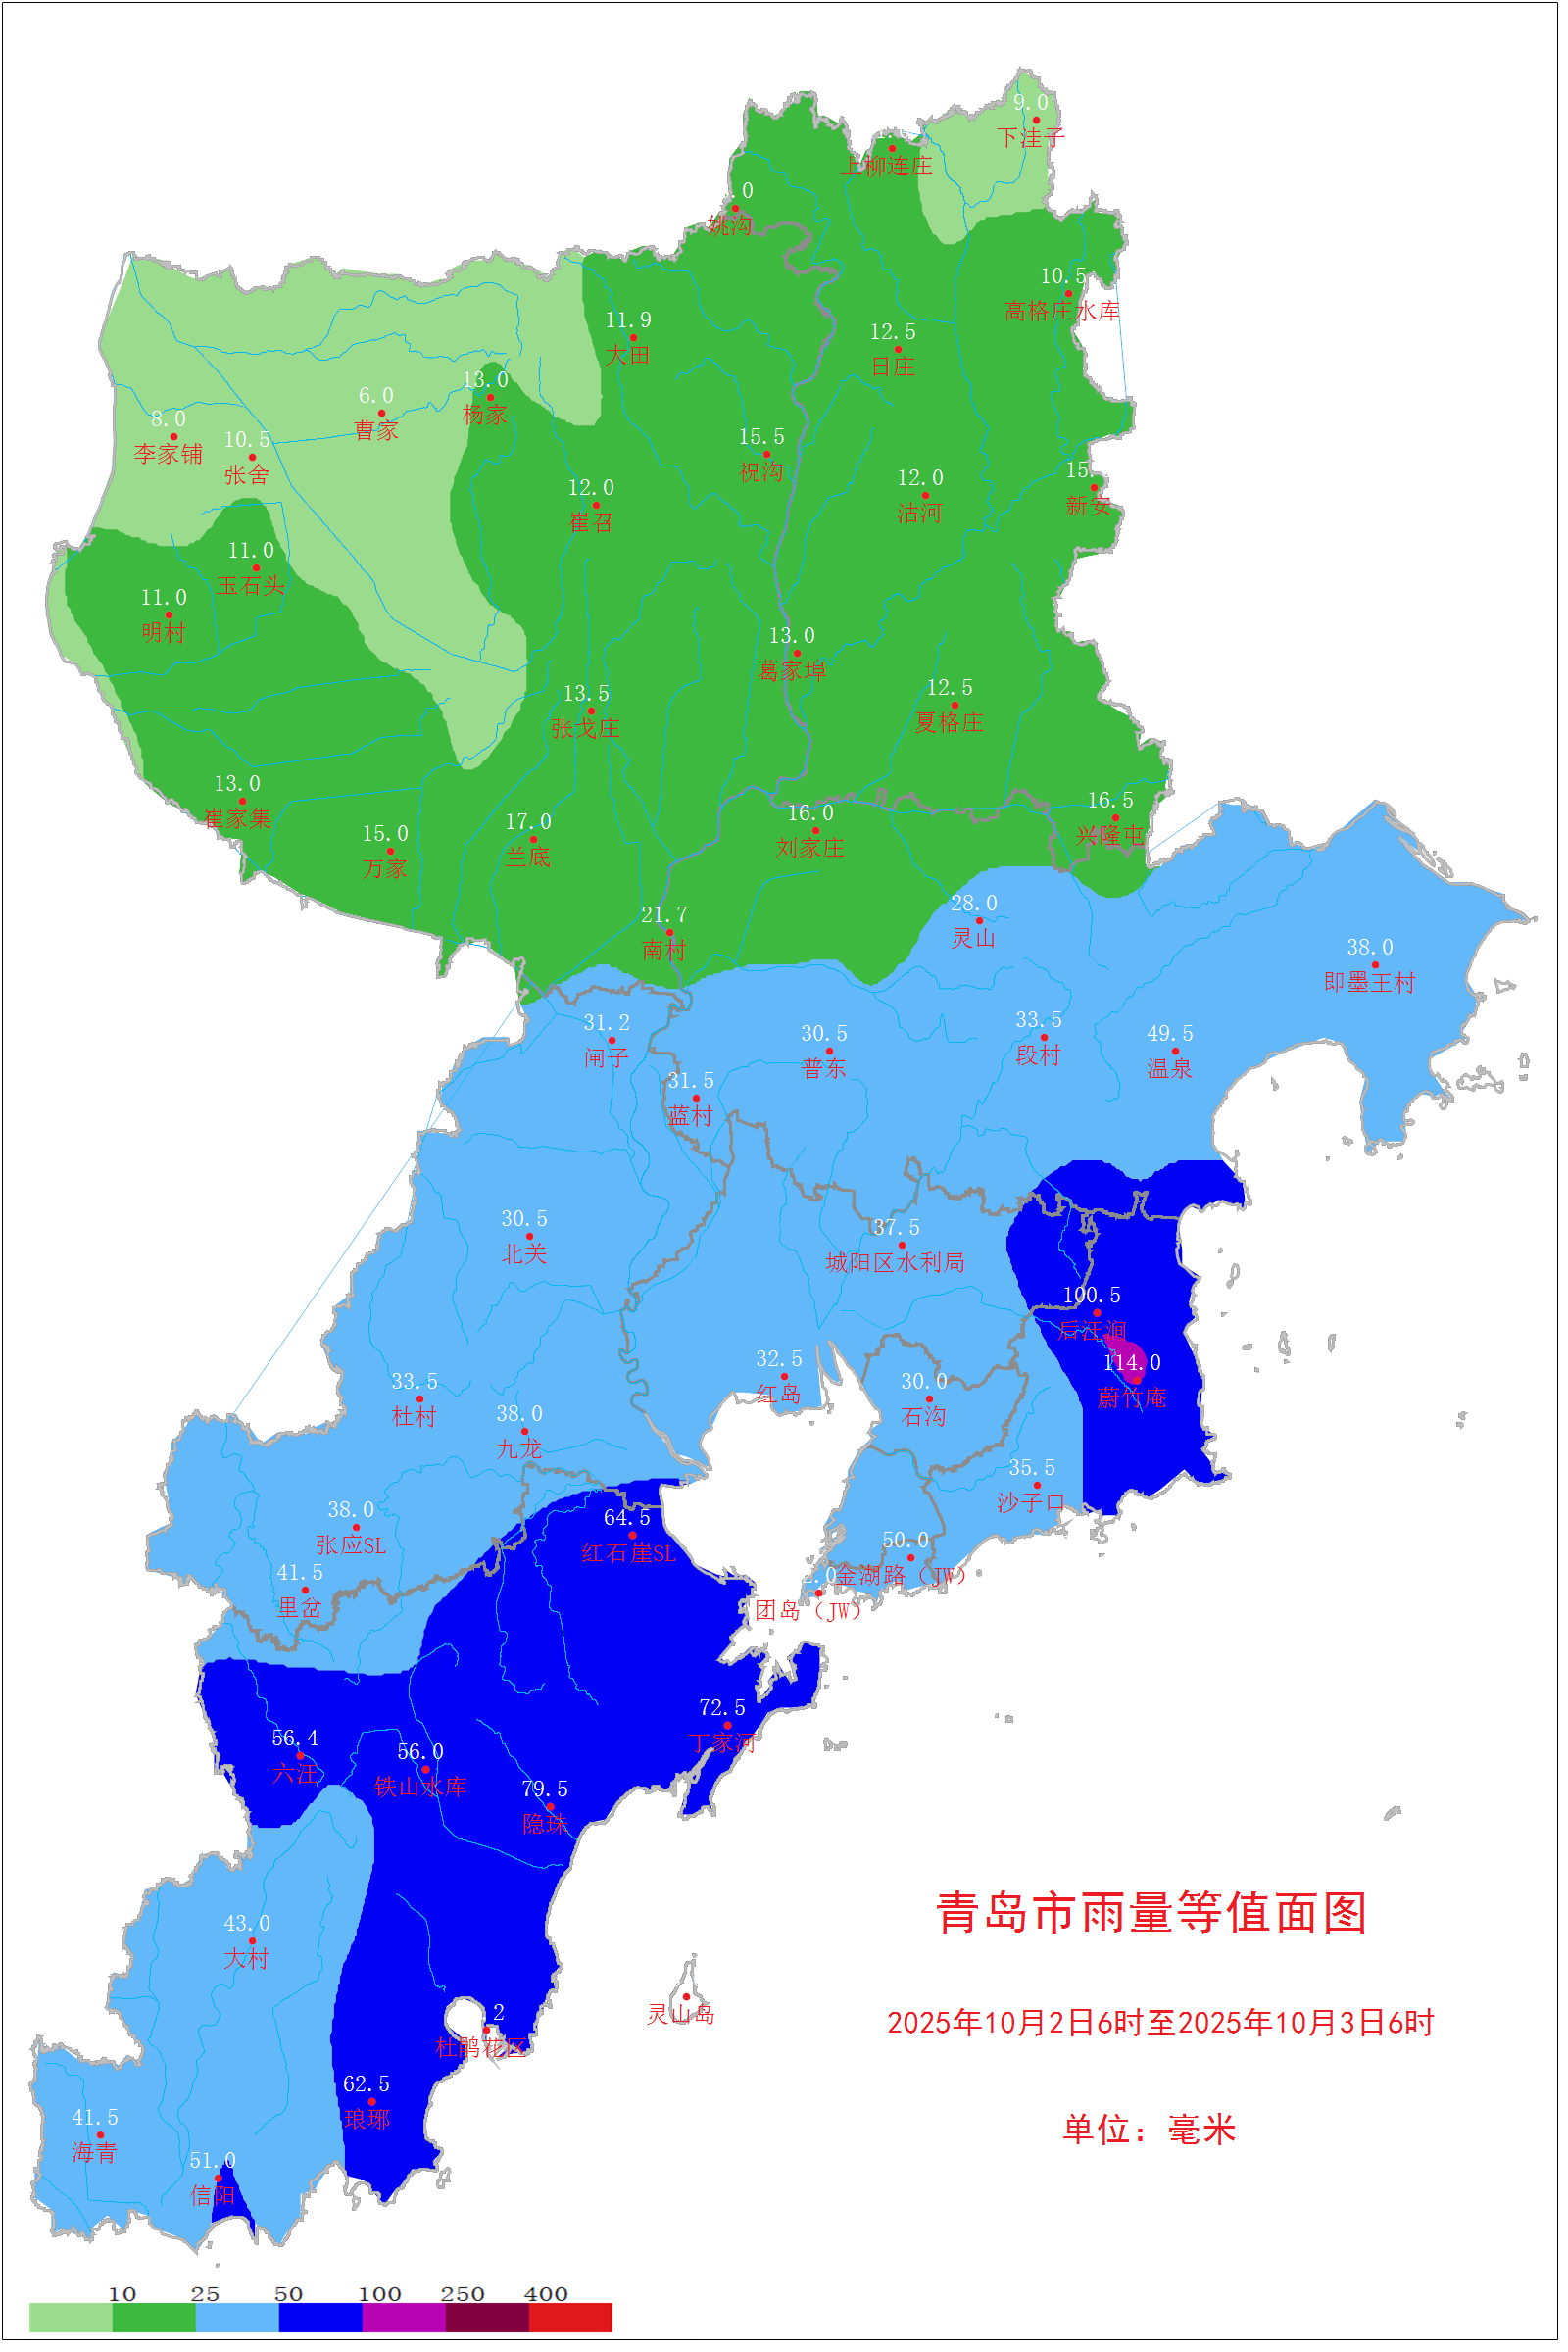 9.0
下洼子
上柳连庄
.0
姚沟
10.5
高格庄水库
11.9
大田
12.5
日庄
13.0
杨家
6.0
曹家
8.0
李家铺
10.5
张舍
15.5
祝沟
12.0
沽河
15.
新安
12.0
崔召
11.0
玉石头
11.0
明村
13.0
葛家埠
12.5
夏格庄
13.5
张戈庄
13.0
崔家集
15.0
万家
17.0
兰底
16.0
刘家庄
16.5
兴隆屯
21.7
南村
28.0
灵山
38.0
即墨王村
31.2
闸子
30.5
普东
33.5
段村
49.5
温泉
31.5
蓝村
30.5
北关
37.5
城阳区水利局
100.5
后汪涧
114.0
蔚竹庵
32.5
红岛
30.0
石沟
33.5
杜村
38.0
九龙
35.5
沙子口
38.0
张应SL
64.5
红石崖SL
50.0
金湖路（JW）
41.5
里岔
2.0
团岛（JW）
72.5
丁家河
56.4
六汪
56.0
铁山水库
79.5
隐珠
43.0
大村
灵山岛
2
杜鹃花区
62.5
琅琊
41.5
海青
51.0
信阳
青岛市雨量等值面图
2025年10月2日6时至2025年10月3日6时
单位：毫米
10 25 50 100 250 400